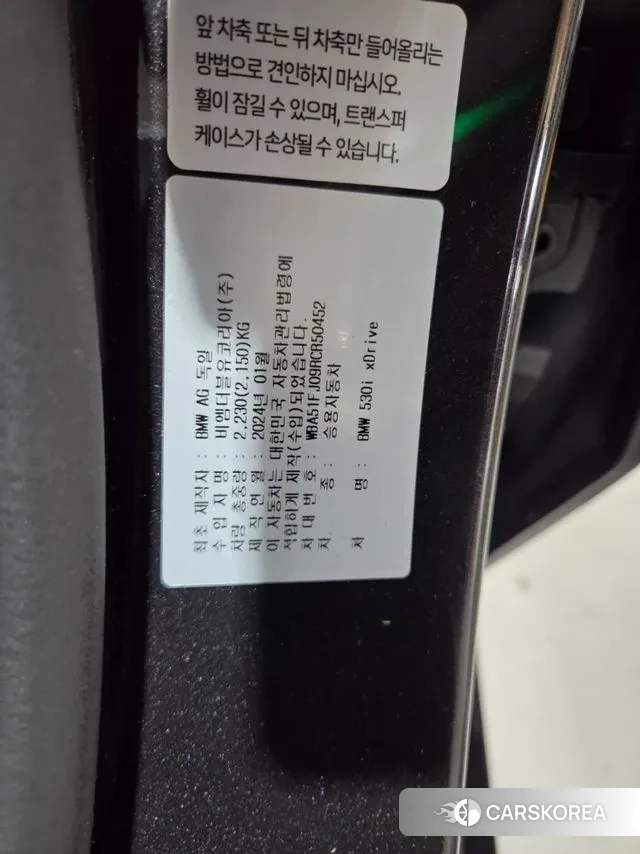 앞 차축 또는 뒤 차축만 들어올리는
방법으로 견인하지 마십시오.
휠이 잠길 수 있으며, 트랜스퍼
케이스가 손상될 수 있습니다.
최초 제작자 : BMW AG 독일
수 입 자 명 : 비엠더블유코리아(주)
차량 총중량 : 2,230(2,150)KG
제 작 연 월 : 2024년 01월
이 자동차는 대한민국 자동차관리법령에
적합하게 제작(수입)되었습니다.
차 대 번 호 : WBA51FJ09RCR50452
차 종 : 승용자동차
차 명 : BMW 530i xDrive
CARSKOREA